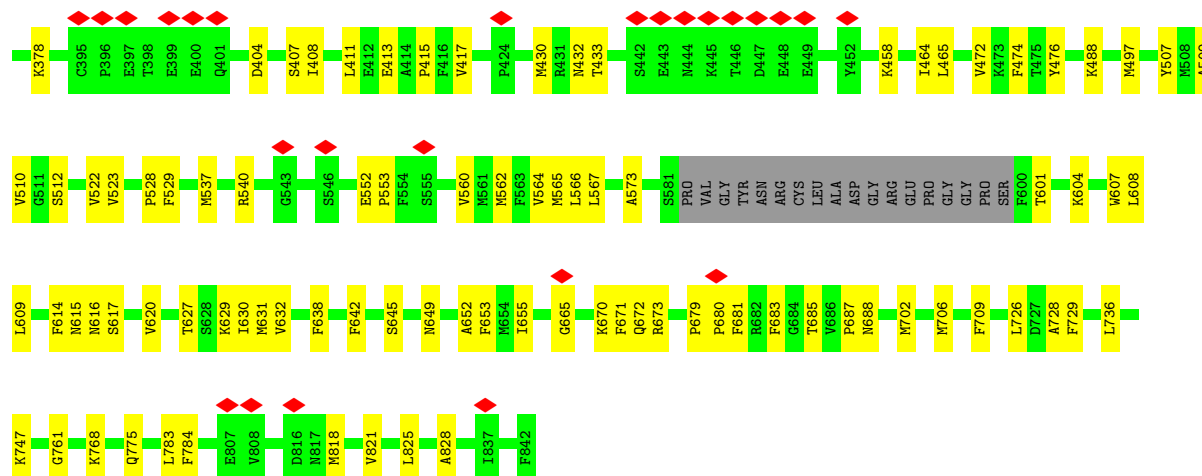 K378 C395 P396 E397 T398 E399 E400 Q401 D404 S407 I408 L411 E412 E413 A414 P415 F416 V417 P424 M430 R431 N432 T433 S442 E443 N444 K445 T446 D447 E448 E449 Y452 K458 I464 L465 V472 K473 F474 T475 Y476 K488 M497 Y507 M508 A509
V510 G511 S512 V522 V523 P528 F529 M537 R540 G543 S546 E552 P553 F554 S555 V560 M561 M562 F563 V564 M565 L566 L567 A573 S581 PRO VAL GLY TYR ASN ARG CYS LEU ALA ASP GLY ARG GLU PRO GLY GLY PRO SER F600 T601 K604 W607 L608
L609 F614 N615 N616 S617 V620 T627 S628 K629 I630 M631 V632 F638 F642 S645 N649 A652 F653 M654 I655 G665 K670 F671 Q672 R673 P679 P680 F681 R682 F683 G684 T685 V686 P687 N688 M702 M706 F709 L726 D727 A728 F729 L736
K747 G761 K768 Q775 L783 F784 E807 V808 D816 N817 M818 V821 L825 A828 I837 F842